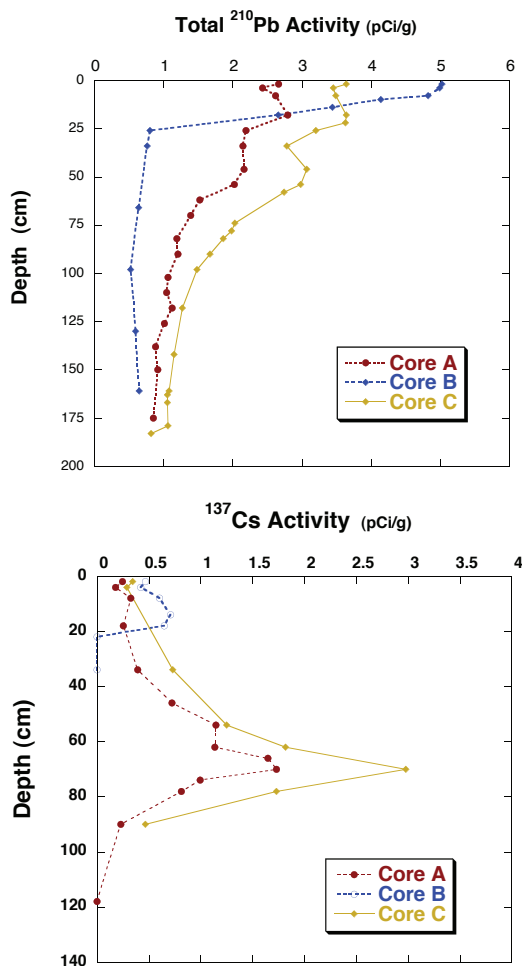 Total ²¹⁰Pb Activity (pCi/g)
0 1 2 3 4 5 6
0
25
50
75
100
125
150
175
200
Depth (cm)
Core A
Core B
Core C
¹³⁷Cs Activity (pCi/g)
0 0.5 1 1.5 2 2.5 3 3.5 4
0
20
40
60
80
100
120
140
Depth (cm)
Core A
Core B
Core C